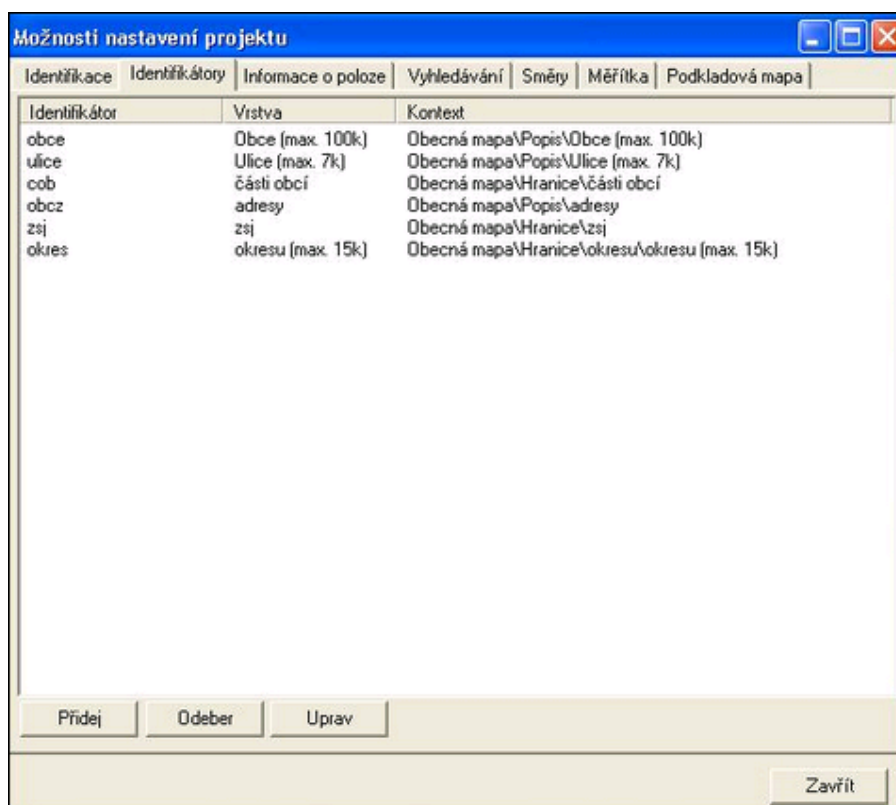 Možnosti nastavení projektu
Identifikace Identifikátory Informace o poloze Vyhledávání Směry Měřítka Podkladová mapa
Identifikátor Vrstva Kontext
obce Obce (max. 100k) Obecná mapa\Popis\Obce (max. 100k)
ulice Ulice (max. 7k) Obecná mapa\Popis\Ulice (max. 7k)
cob části obcí Obecná mapa\Hranice\části obcí
obcz adresy Obecná mapa\Popis\adresy
zsj zsj Obecná mapa\Hranice\zsj
okres okresu (max. 15k) Obecná mapa\Hranice\okresu\okresu (max. 15k)
Přidej Odeber Uprav
Zavřít